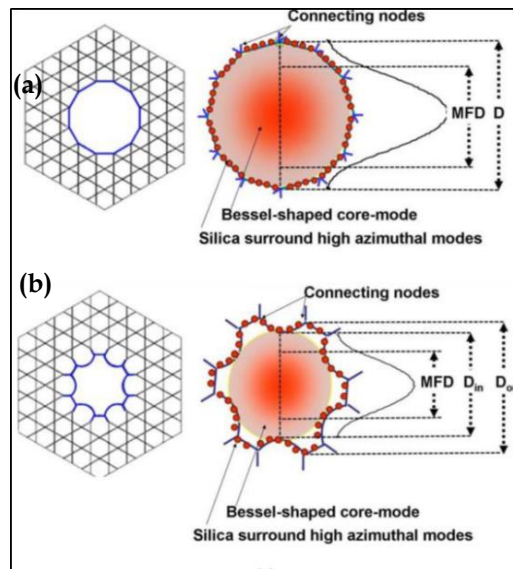 Connecting nodes
(a)
MFD
D
Bessel-shaped core-mode
Silica surround high azimuthal modes
(b)
Connecting nodes
MFD
Din
Bessel-shaped core-mode
Silica surround high azimuthal modes